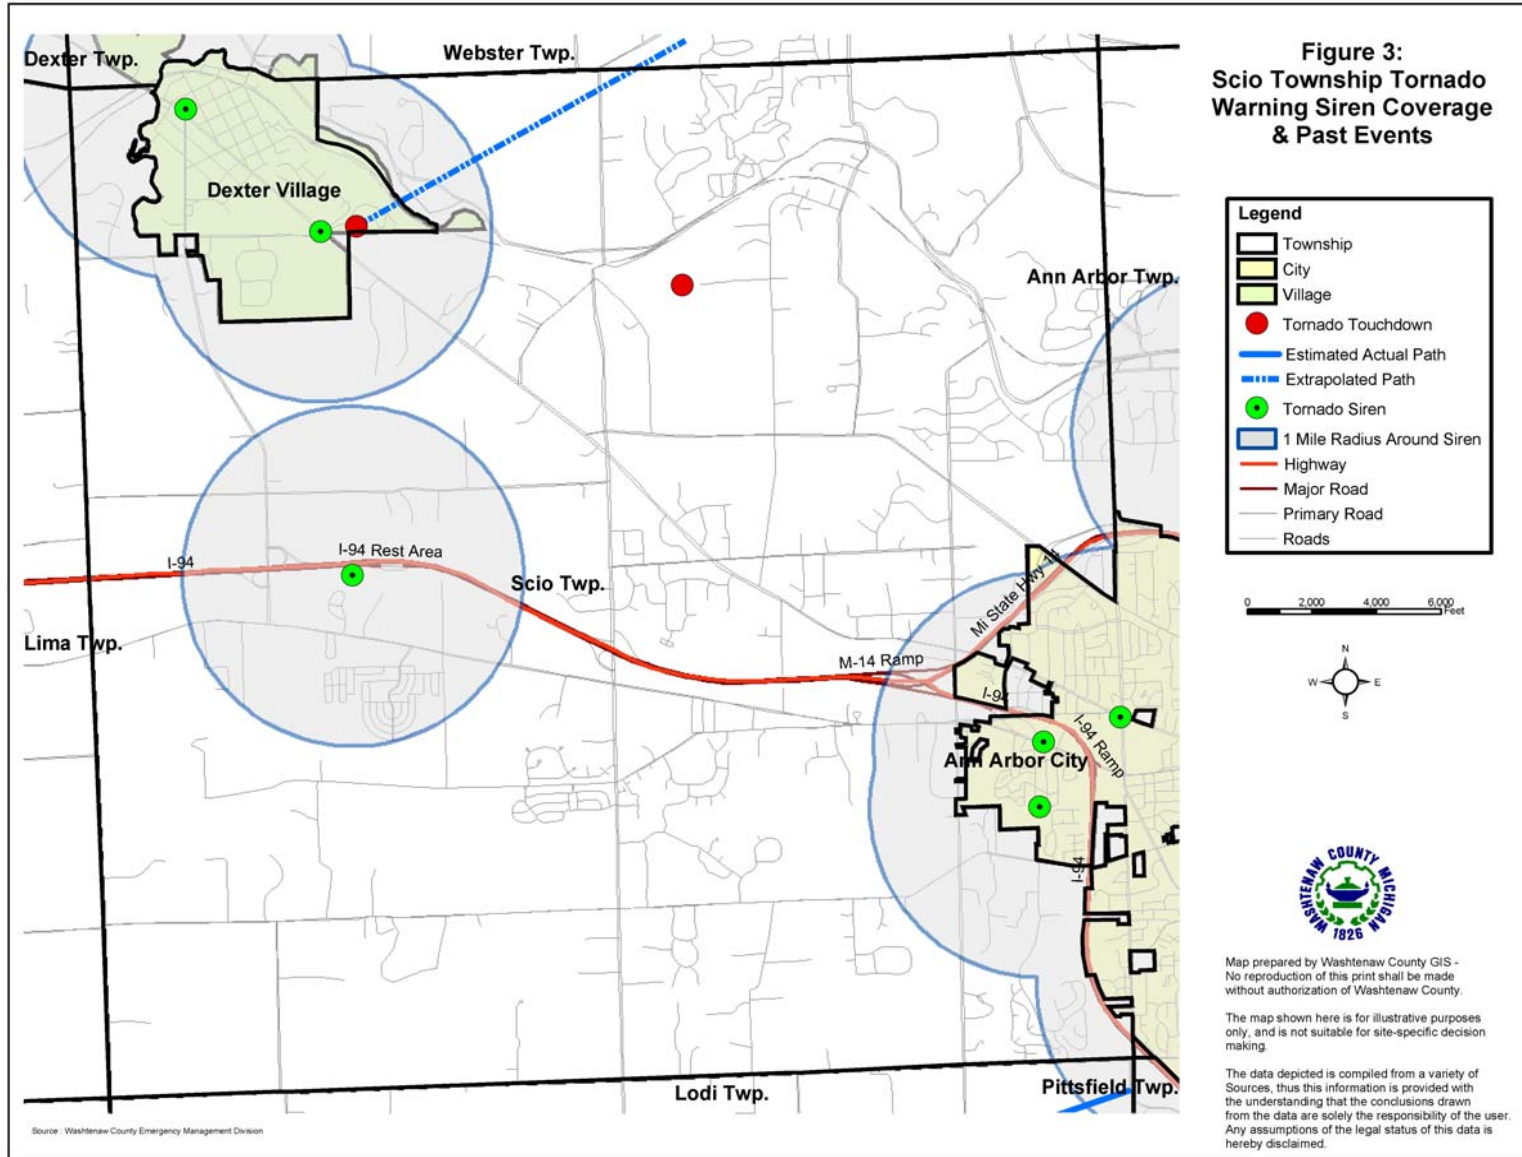 Figure 3:
Scio Township Tornado
Warning Siren Coverage
& Past Events
Dexter Twp.
Webster Twp.
Dexter Village
Ann Arbor Twp.
I-94
I-94 Rest Area
Scio Twp.
Mi State Hwy 1
Lima Twp.
M-14 Ramp
I-94
I-94 Ramp
Ann Arbor City
I-94
Lodi Twp.
Pittsfield Twp.
Legend
Township
City
Village
Tornado Touchdown
Estimated Actual Path
Extrapolated Path
Tornado Siren
1 Mile Radius Around Siren
Highway
Major Road
Primary Road
Roads
0 2,000 4,000 6,000
Feet
N
W E
S
WASHTENAW COUNTY MICHIGAN
1826
Map prepared by Washtenaw County GIS -
No reproduction of this print shall be made
without authorization of Washtenaw County.
The map shown here is for illustrative purposes
only, and is not suitable for site-specific decision
making.
The data depicted is compiled from a variety of
Sources, thus this information is provided with
the understanding that the conclusions drawn
from the data are solely the responsibility of the user.
Any assumptions of the legal status of this data is
hereby disclaimed.
Source : Washtenaw County Emergency Management Division